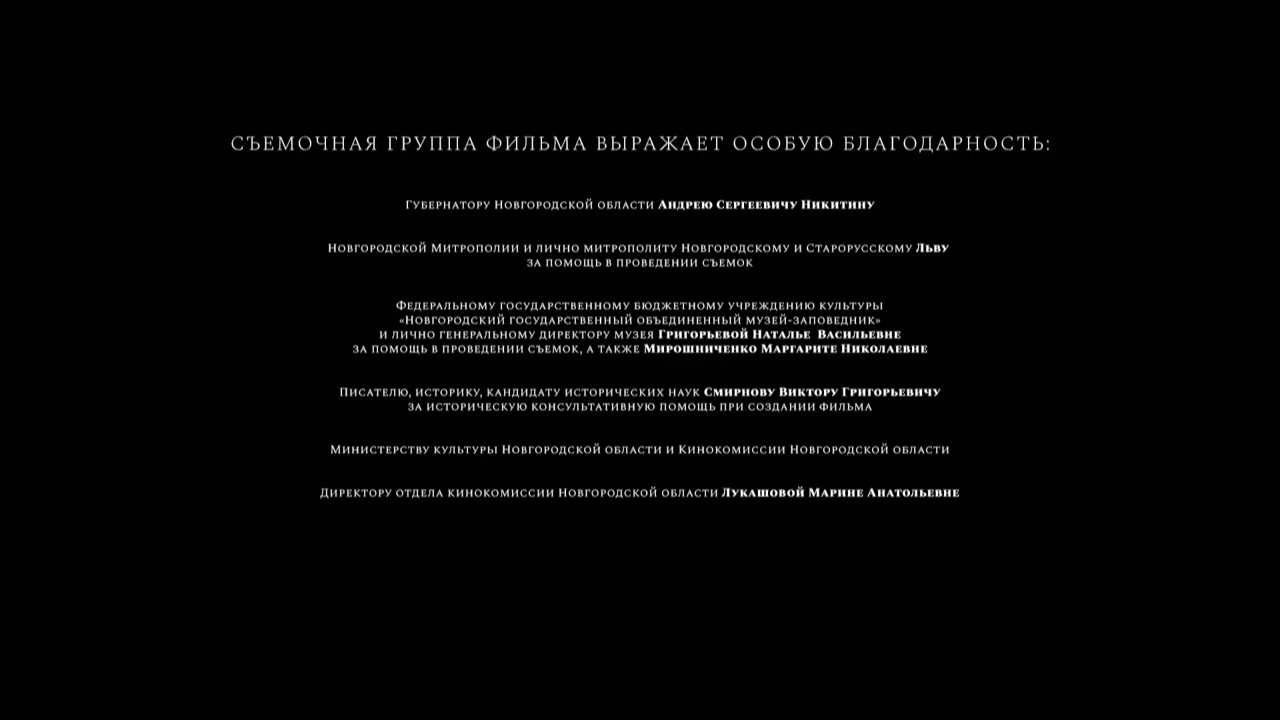 СЪЕМОЧНАЯ ГРУППА ФИЛЬМА ВЫРАЖАЕТ ОСОБУЮ БЛАГОДАРНОСТЬ:
Губернатору Новгородской области Андрею Сергеевичу Никитину
Новгородской Митрополии и лично митрополиту Новгородскому и Старорусскому Льву
за помощь в проведении съемок
Федеральному государственному бюджетному учреждению культуры
«Новгородский государственный объединенный музей-заповедник»
и лично генеральному директору музея Григорьевой Наталье Васильевне
за помощь в проведении съемок, а также Мирошниченко Маргарите Николаевне
Писателю, историку, кандидату исторических наук Смирнову Виктору Григорьевичу
за историческую консультативную помощь при создании фильма
Министерству культуры Новгородской области и Кинокомиссии Новгородской области
Директору отдела кинокомиссии Новгородской области Лукашовой Марине Анатольевне